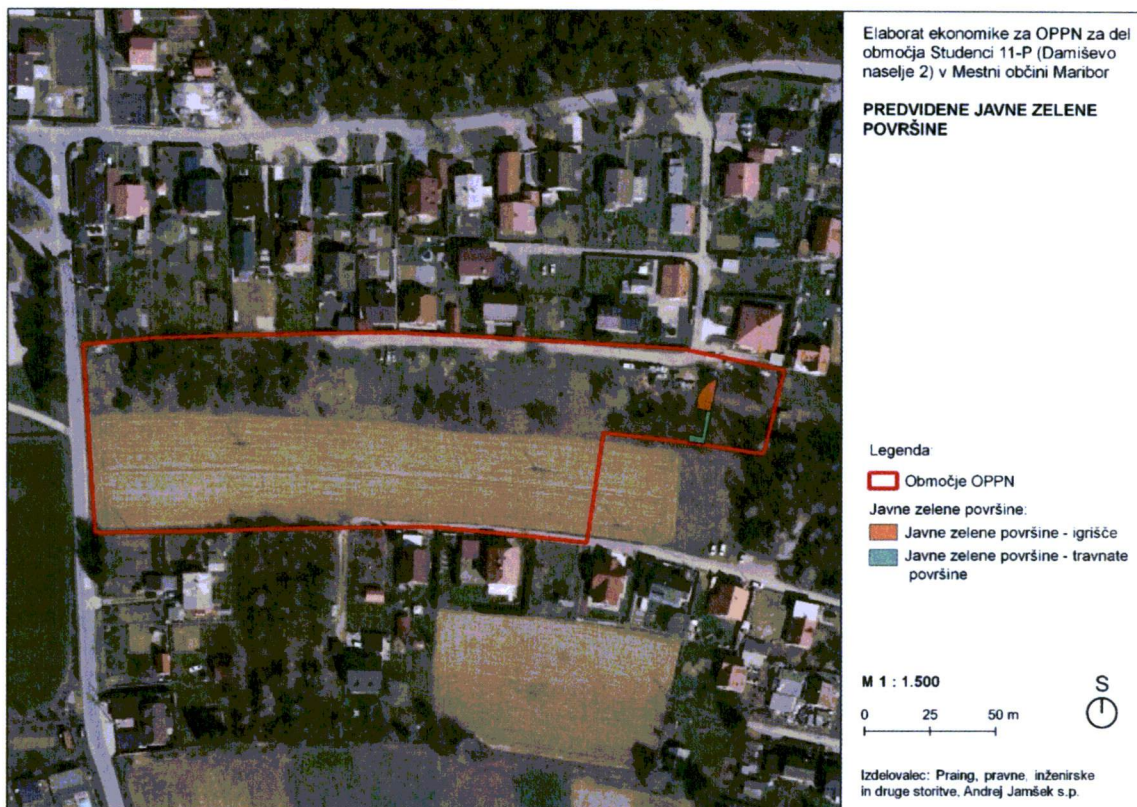 Elaborat ekonomike za OPPN za del
območja Studenci 11-P (Damiševo
naselje 2) v Mestni občini Maribor
PREDVIDENE JAVNE ZELENE
POVRŠINE
Legenda:
Območje OPPN
Javne zelene površine:
Javne zelene površine - igrišče
Javne zelene površine - travnate
površine
M 1 : 1.500
S
0 25 50 m
Izdelovalec: Praing, pravne, inženirske
in druge storitve, Andrej Jamšek s.p.